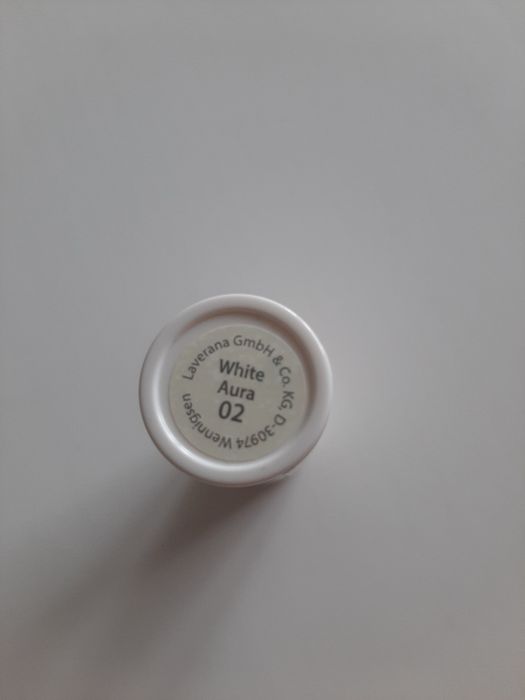 Laverana GmbH & Co. KG, D-30974 Wennigsen
White
Aura
02